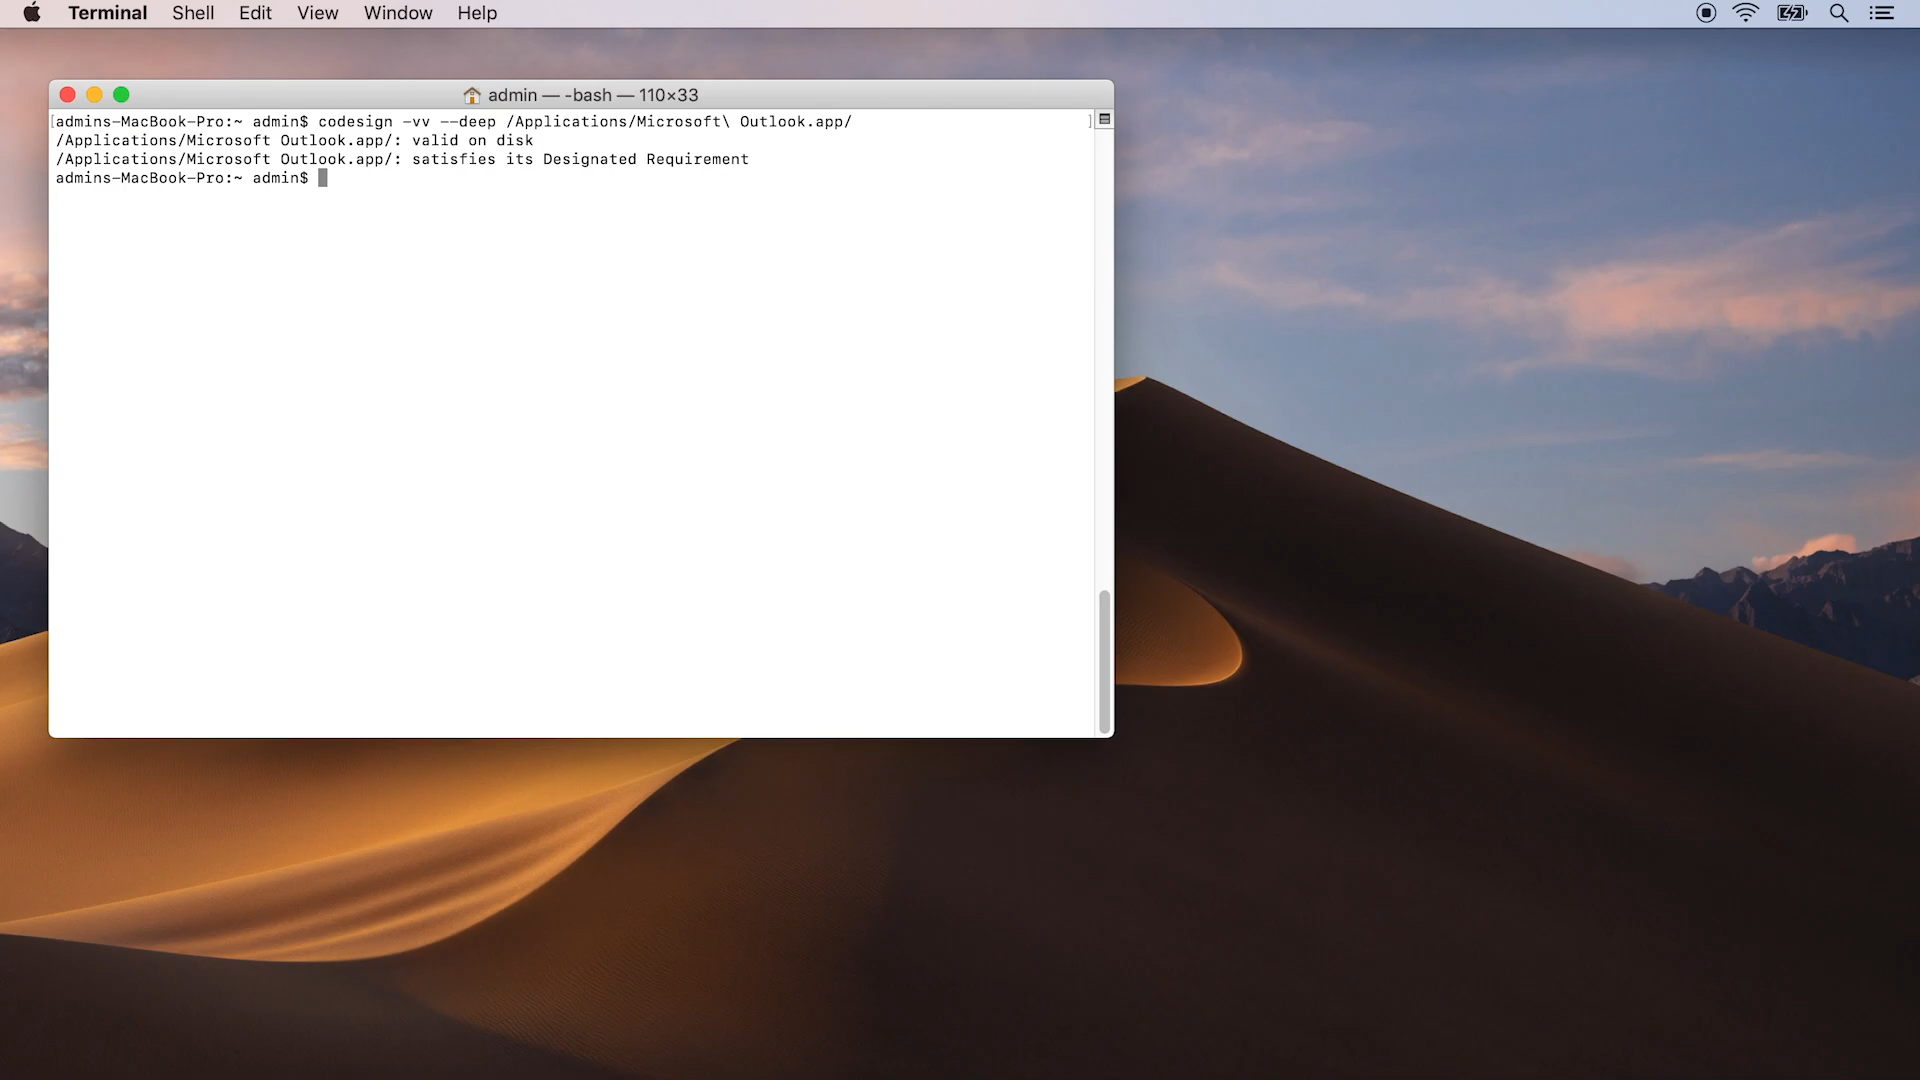 Terminal Shell Edit View Window Help
admin — -bash — 110×33
[admins-MacBook-Pro:~ admin$ codesign -vv --deep /Applications/Microsoft\ Outlook.app/ ]
/Applications/Microsoft Outlook.app/: valid on disk
/Applications/Microsoft Outlook.app/: satisfies its Designated Requirement
admins-MacBook-Pro:~ admin$